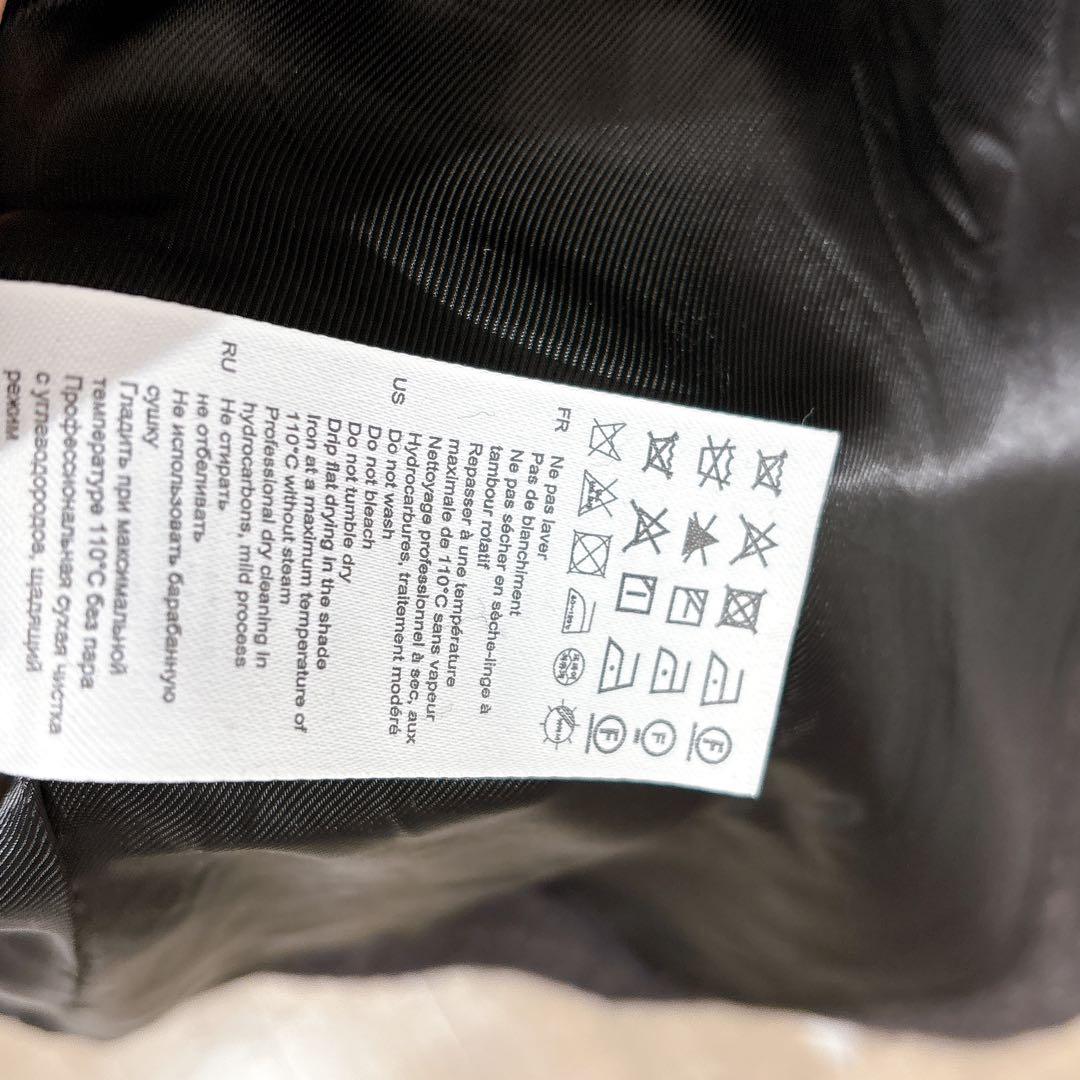 FR
Ne pas laver
Pas de blanchiment
Ne pas sécher en sèche-linge à
tambour rotatif
Repasser à une température
maximale de 110°C sans vapeur
Nettoyage professionnel à sec, aux
Hydrocarbures, traitement modéré
US
Do not wash
Do not bleach
Do not tumble dry
Drip flat drying in the shade
Iron at a maximum temperature of
110°C without steam
Professional dry cleaning in
hydrocarbons, mild process
RU
Не стирать
не отбеливать
Не использовать барабанную
сушку
Гладить при максимальной
температуре 110°C без пара
Профессиональная сухая чистка
с углеводородов, щадящий
режим